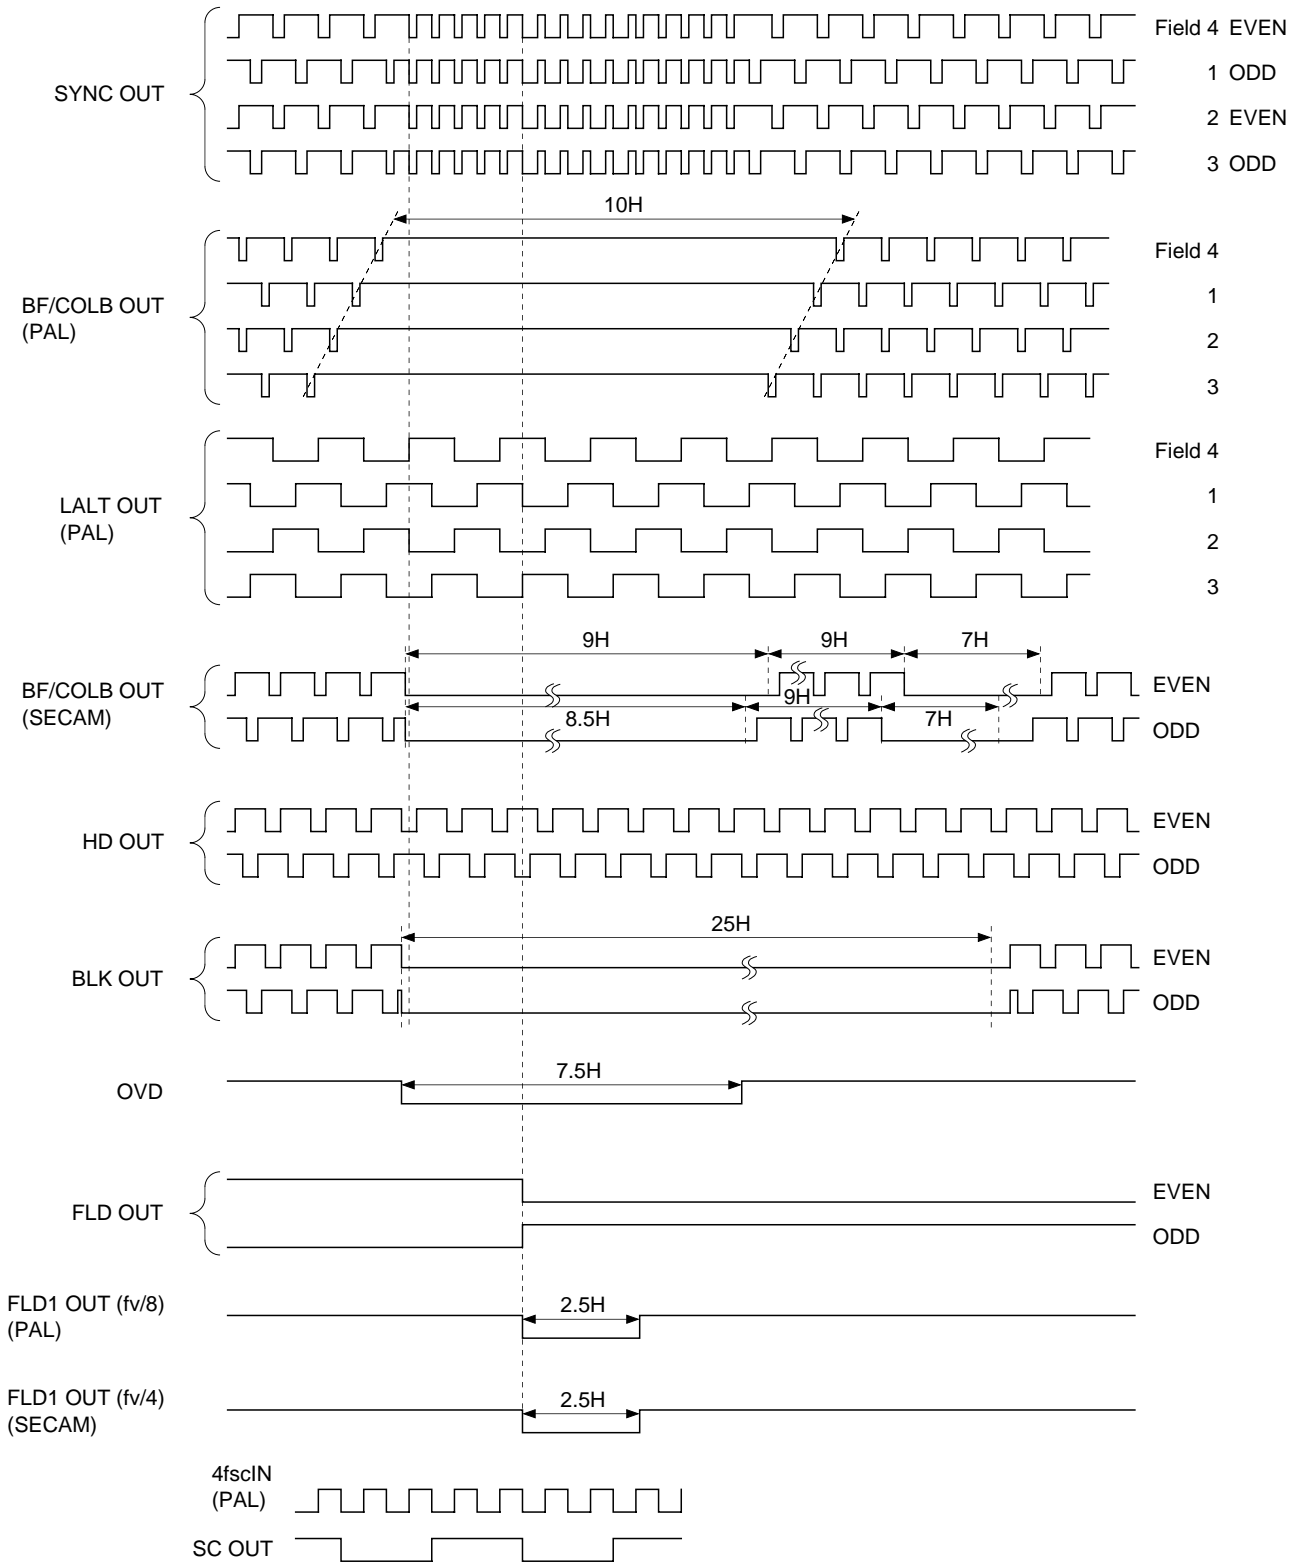 SYNC OUT
Field 4 EVEN
1 ODD
2 EVEN
3 ODD
10H
BF/COLB OUT
(PAL)
Field 4
1
2
3
LALT OUT
(PAL)
Field 4
1
2
3
9H
9H
7H
BF/COLB OUT
(SECAM)
EVEN
9H
8.5H
7H
ODD
HD OUT
EVEN
ODD
25H
BLK OUT
EVEN
ODD
7.5H
OVD
FLD OUT
EVEN
ODD
FLD1 OUT (fv/8)
(PAL)
2.5H
FLD1 OUT (fv/4)
(SECAM)
2.5H
4fscIN
(PAL)
SC OUT